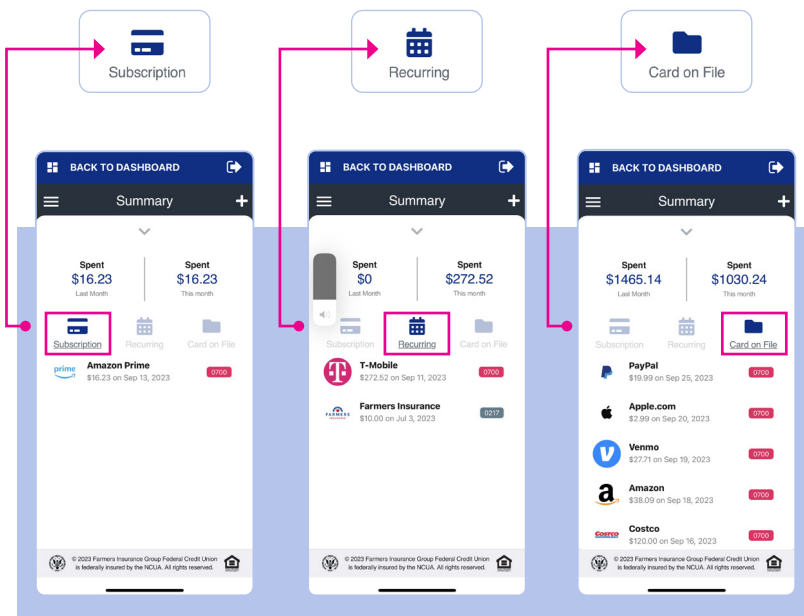 Subscription
Recurring
Card on File
BACK TO DASHBOARD
Summary
Spent
$16.23
Last Month
Spent
$16.23
This month
Subscription
Recurring
Card on File
prime
Amazon Prime
$16.23 on Sep 13, 2023
0700
© 2023 Farmers Insurance Group Federal Credit Union
is federally insured by the NCUA. All rights reserved.
BACK TO DASHBOARD
Summary
Spent
$0
Last Month
Spent
$272.52
This month
Subscription
Recurring
Card on File
T
T-Mobile
$272.52 on Sep 11, 2023
0700
FARMERS
Farmers Insurance
$10.00 on Jul 3, 2023
0217
© 2023 Farmers Insurance Group Federal Credit Union
is federally insured by the NCUA. All rights reserved.
BACK TO DASHBOARD
Summary
Spent
$1465.14
Last Month
Spent
$1030.24
This month
Subscription
Recurring
Card on File
PayPal
$19.99 on Sep 25, 2023
0700
Apple.com
$2.99 on Sep 20, 2023
0700
Venmo
$27.71 on Sep 19, 2023
0700
a
Amazon
$38.09 on Sep 18, 2023
0700
Costco
Costco
$120.00 on Sep 16, 2023
0700
© 2023 Farmers Insurance Group Federal Credit Union
is federally insured by the NCUA. All rights reserved.